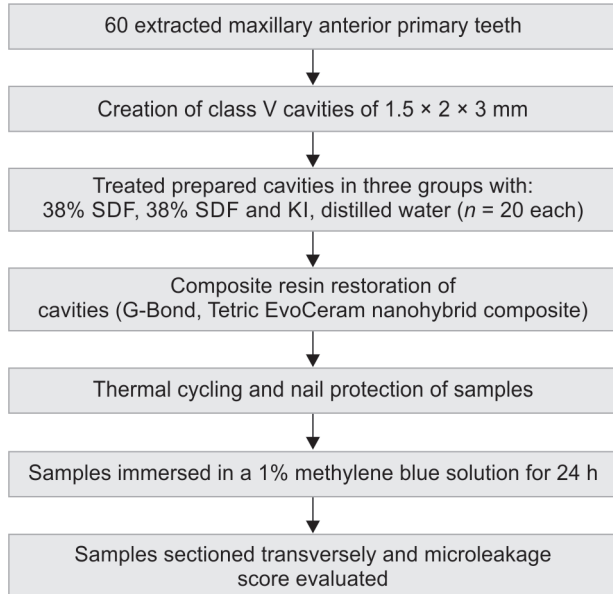 60 extracted maxillary anterior primary teeth
Creation of class V cavities of 1.5 × 2 × 3 mm
Treated prepared cavities in three groups with:
38% SDF, 38% SDF and KI, distilled water (n = 20 each)
Composite resin restoration of
cavities (G-Bond, Tetric EvoCeram nanohybrid composite)
Thermal cycling and nail protection of samples
Samples immersed in a 1% methylene blue solution for 24 h
Samples sectioned transversely and microleakage
score evaluated